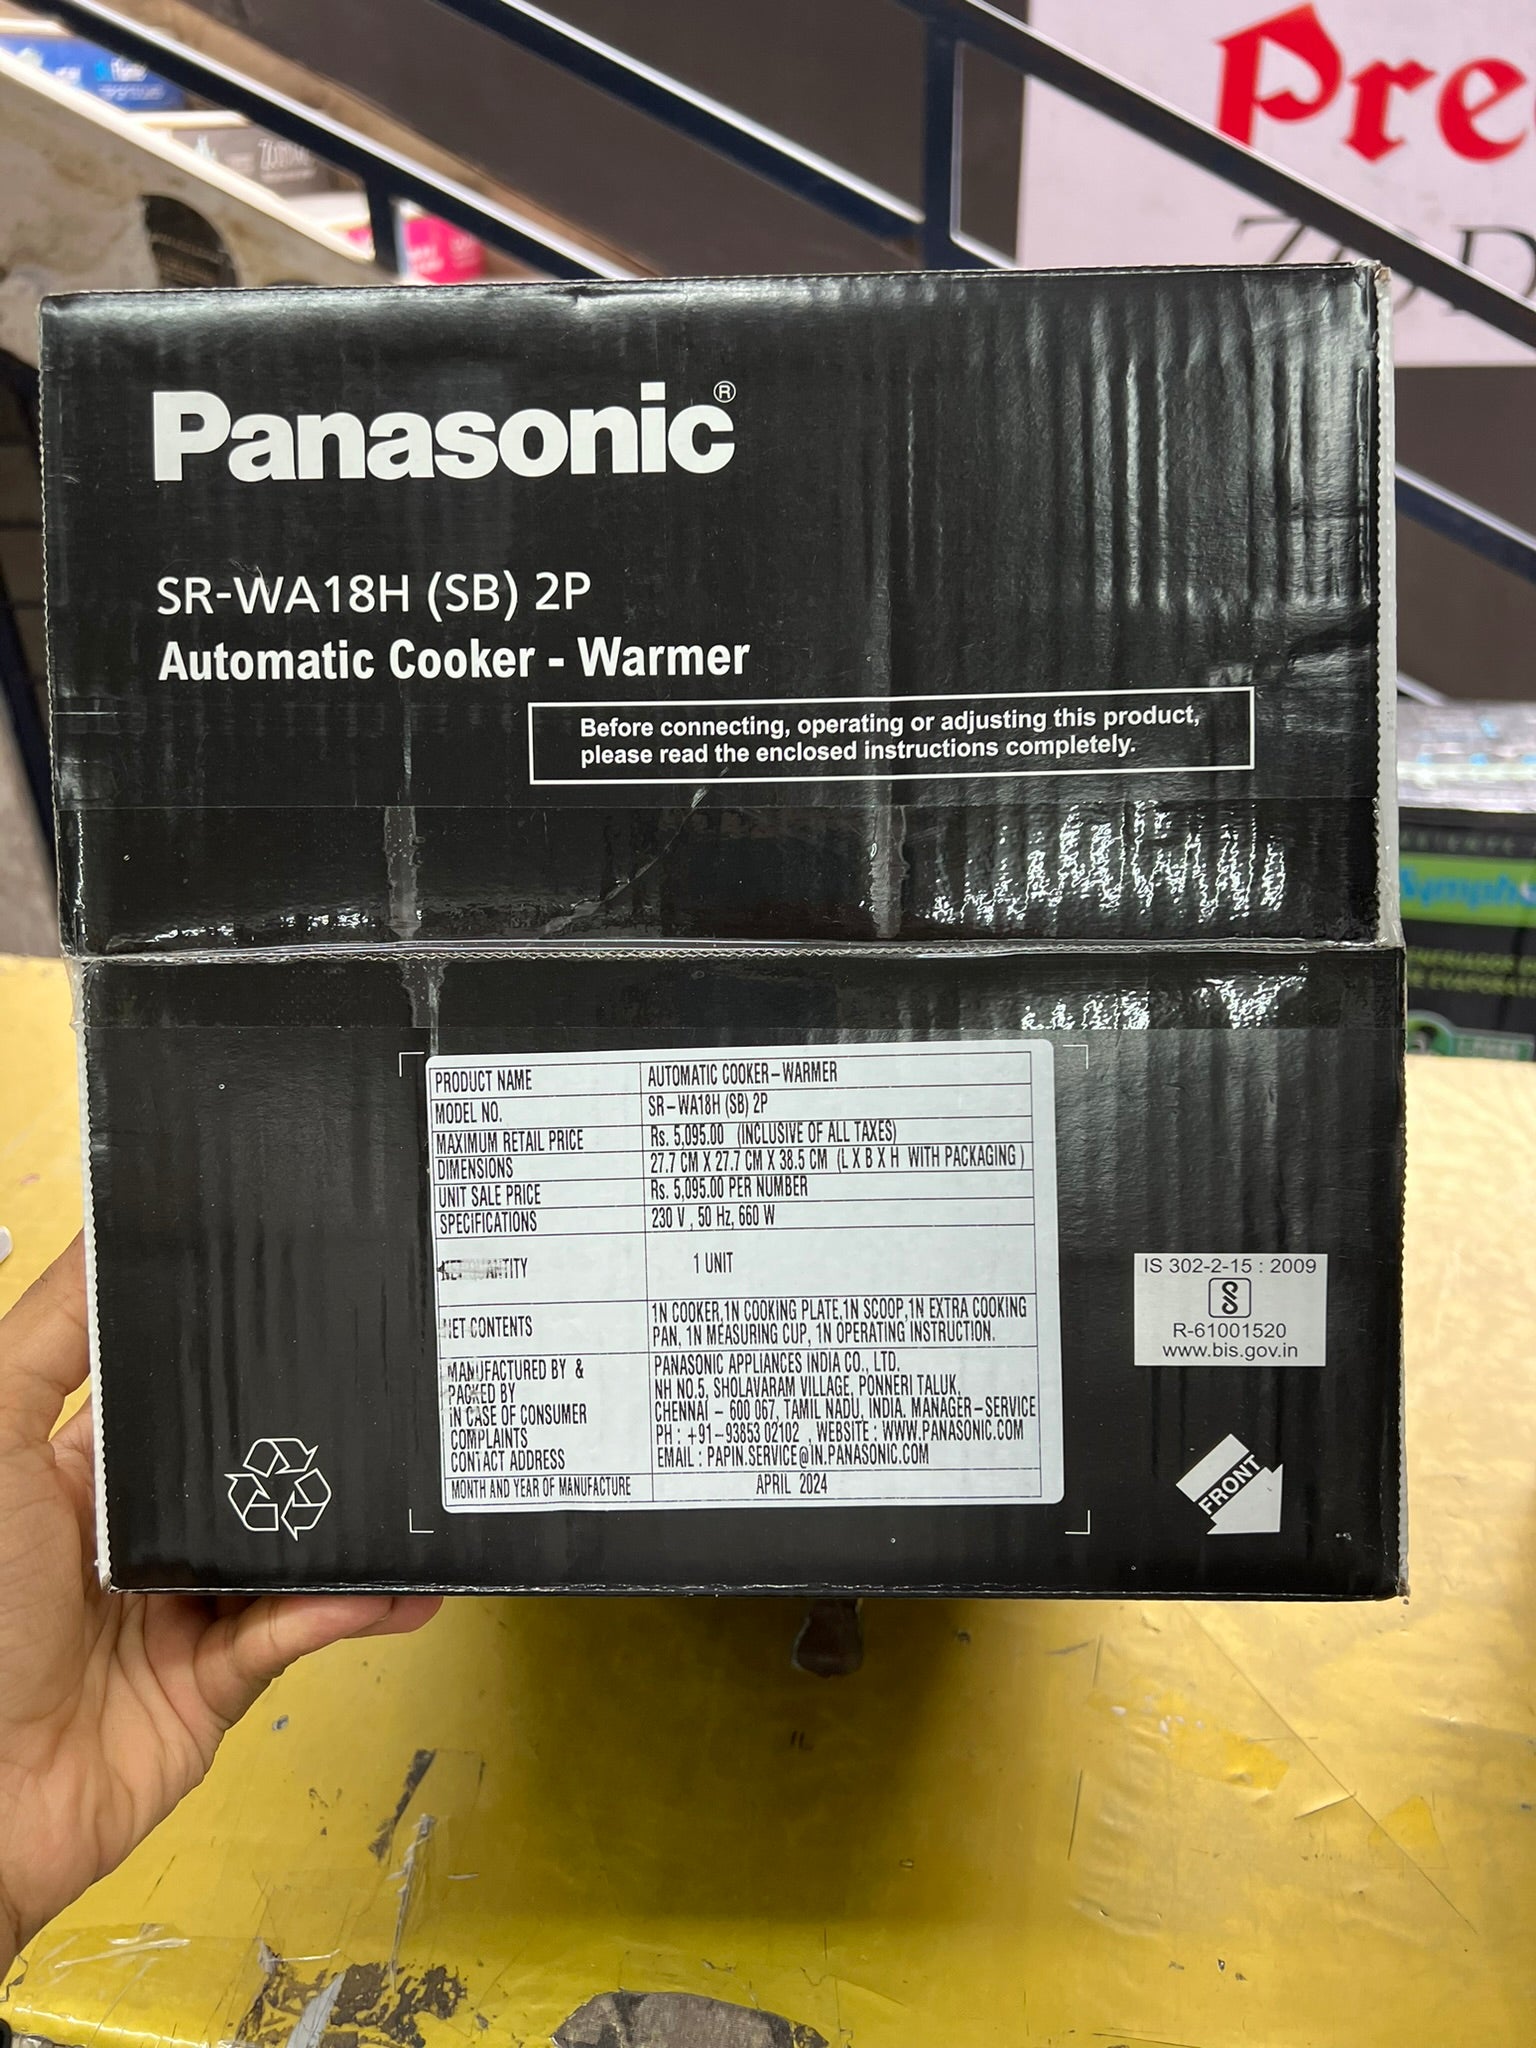 Pre
Panasonic®
SR-WA18H (SB) 2P
Automatic Cooker - Warmer
Before connecting, operating or adjusting this product,
please read the enclosed instructions completely.
PRODUCT NAME AUTOMATIC COOKER-WARMER
MODEL NO. SR-WA18H (SB) 2P
MAXIMUM RETAIL PRICE Rs. 5,095.00 (INCLUSIVE OF ALL TAXES)
DIMENSIONS 27.7 CM X 27.7 CM X 38.5 CM (L X B X H WITH PACKAGING)
UNIT SALE PRICE Rs. 5,095.00 PER NUMBER
SPECIFICATIONS 230 V , 50 Hz, 660 W
NET QUANTITY 1 UNIT
NET CONTENTS 1N COOKER,1N COOKING PLATE,1N SCOOP,1N EXTRA COOKING
PAN, 1N MEASURING CUP, 1N OPERATING INSTRUCTION.
MANUFACTURED BY & PANASONIC APPLIANCES INDIA CO., LTD.
PACKED BY NH NO.5, SHOLAVARAM VILLAGE, PONNERI TALUK,
IN CASE OF CONSUMER CHENNAI - 600 067, TAMIL NADU, INDIA. MANAGER-SERVICE
COMPLAINTS PH : +91-93853 02102 , WEBSITE : WWW.PANASONIC.COM
CONTACT ADDRESS EMAIL : PAPIN.SERVICE@IN.PANASONIC.COM
MONTH AND YEAR OF MANUFACTURE APRIL 2024
IS 302-2-15 : 2009
R-61001520
www.bis.gov.in
FRONT